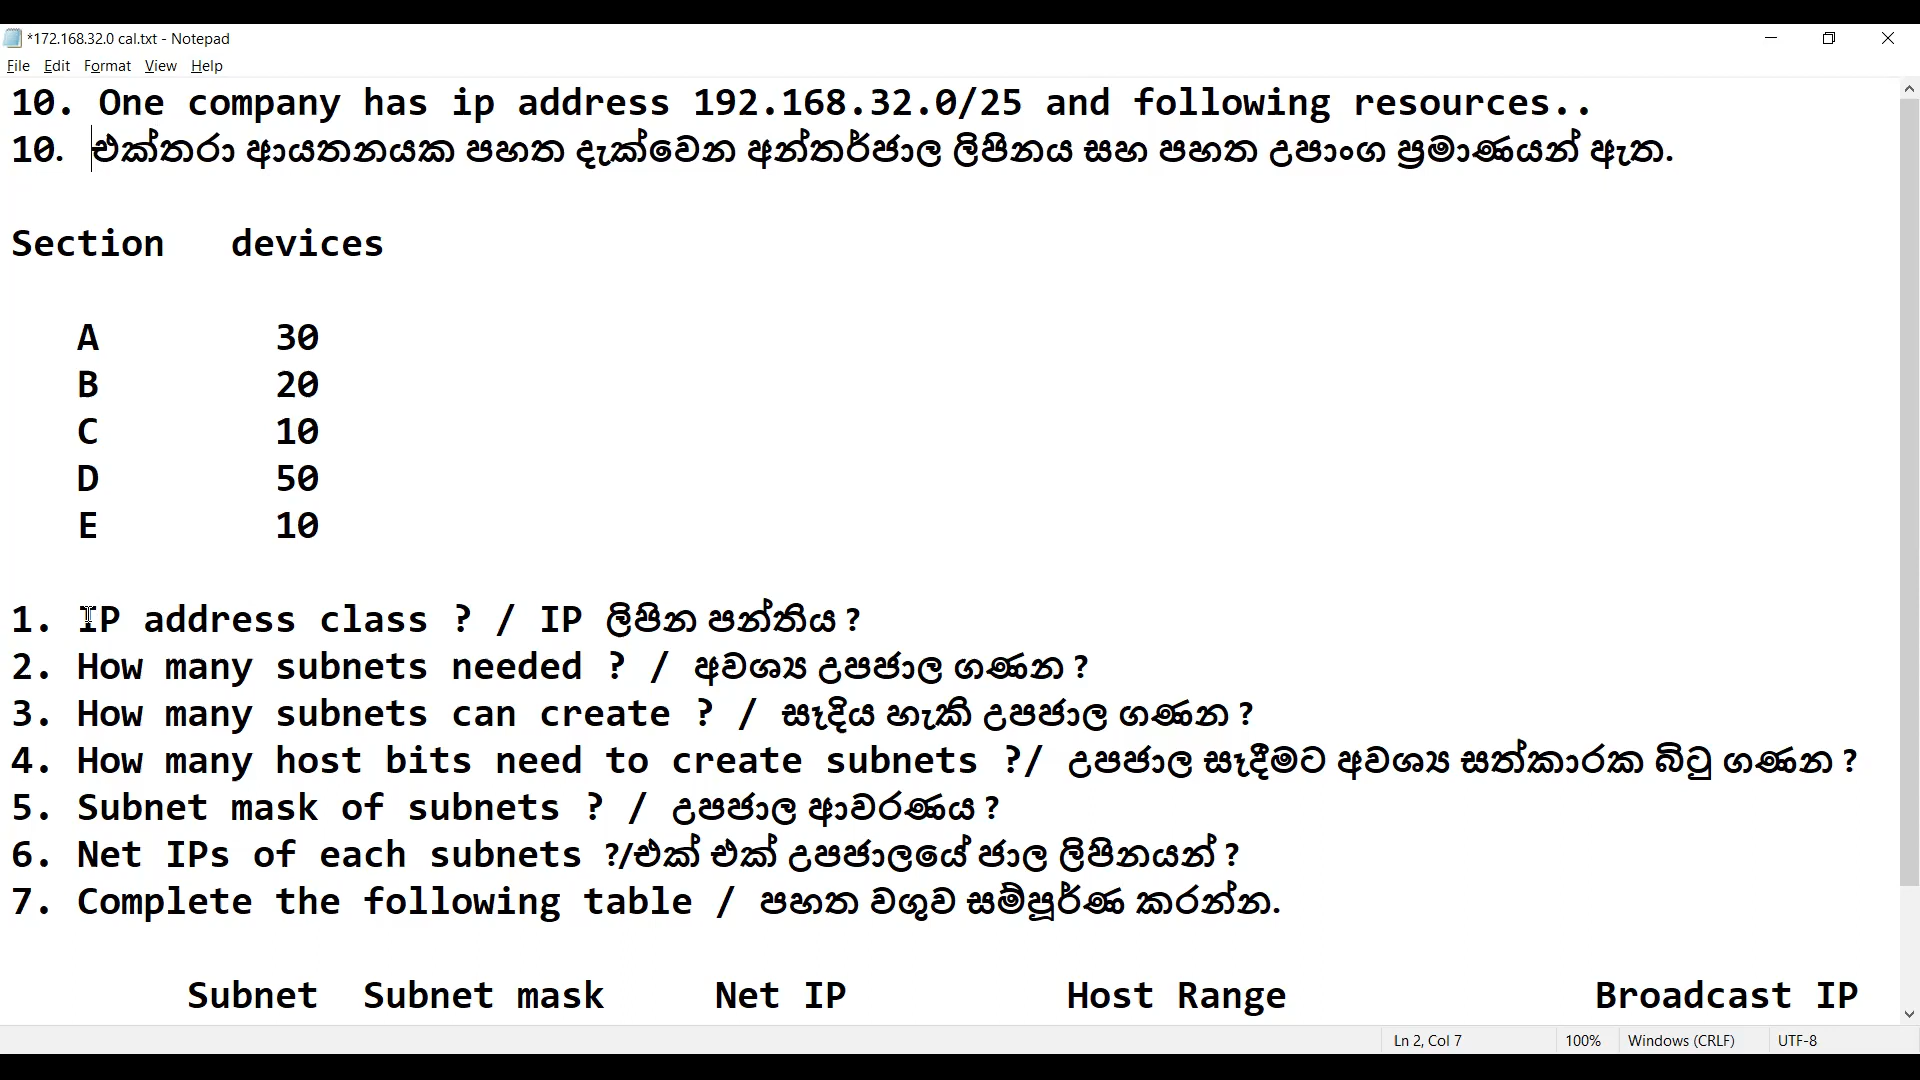 *172.168.32.0 cal.txt - Notepad
File Edit Format View Help
10. One company has ip address 192.168.32.0/25 and following resources..
10. එක්තරා ආයතනයක පහත දැක්වෙන අන්තර්ජාල ලිපිනය සහ පහත උපාංග ප්‍රමාණයන් ඇත.
Section devices
A 30
B 20
C 10
D 50
E 10
1. IP address class ? / IP ලිපින පන්තිය ?
2. How many subnets needed ? / අවශ්‍ය උපජාල ගණන ?
3. How many subnets can create ? / සෑදිය හැකි උපජාල ගණන ?
4. How many host bits need to create subnets ?/ උපජාල සෑදීමට අවශ්‍ය සත්කාරක බිටු ගණන ?
5. Subnet mask of subnets ? / උපජාල ආවරණය ?
6. Net IPs of each subnets ?/එක් එක් උපජාලයේ ජාල ලිපිනයන් ?
7. Complete the following table / පහත වගුව සම්පූර්ණ කරන්න.
Subnet Subnet mask Net IP Host Range Broadcast IP
Ln 2, Col 7 100% Windows (CRLF) UTF-8